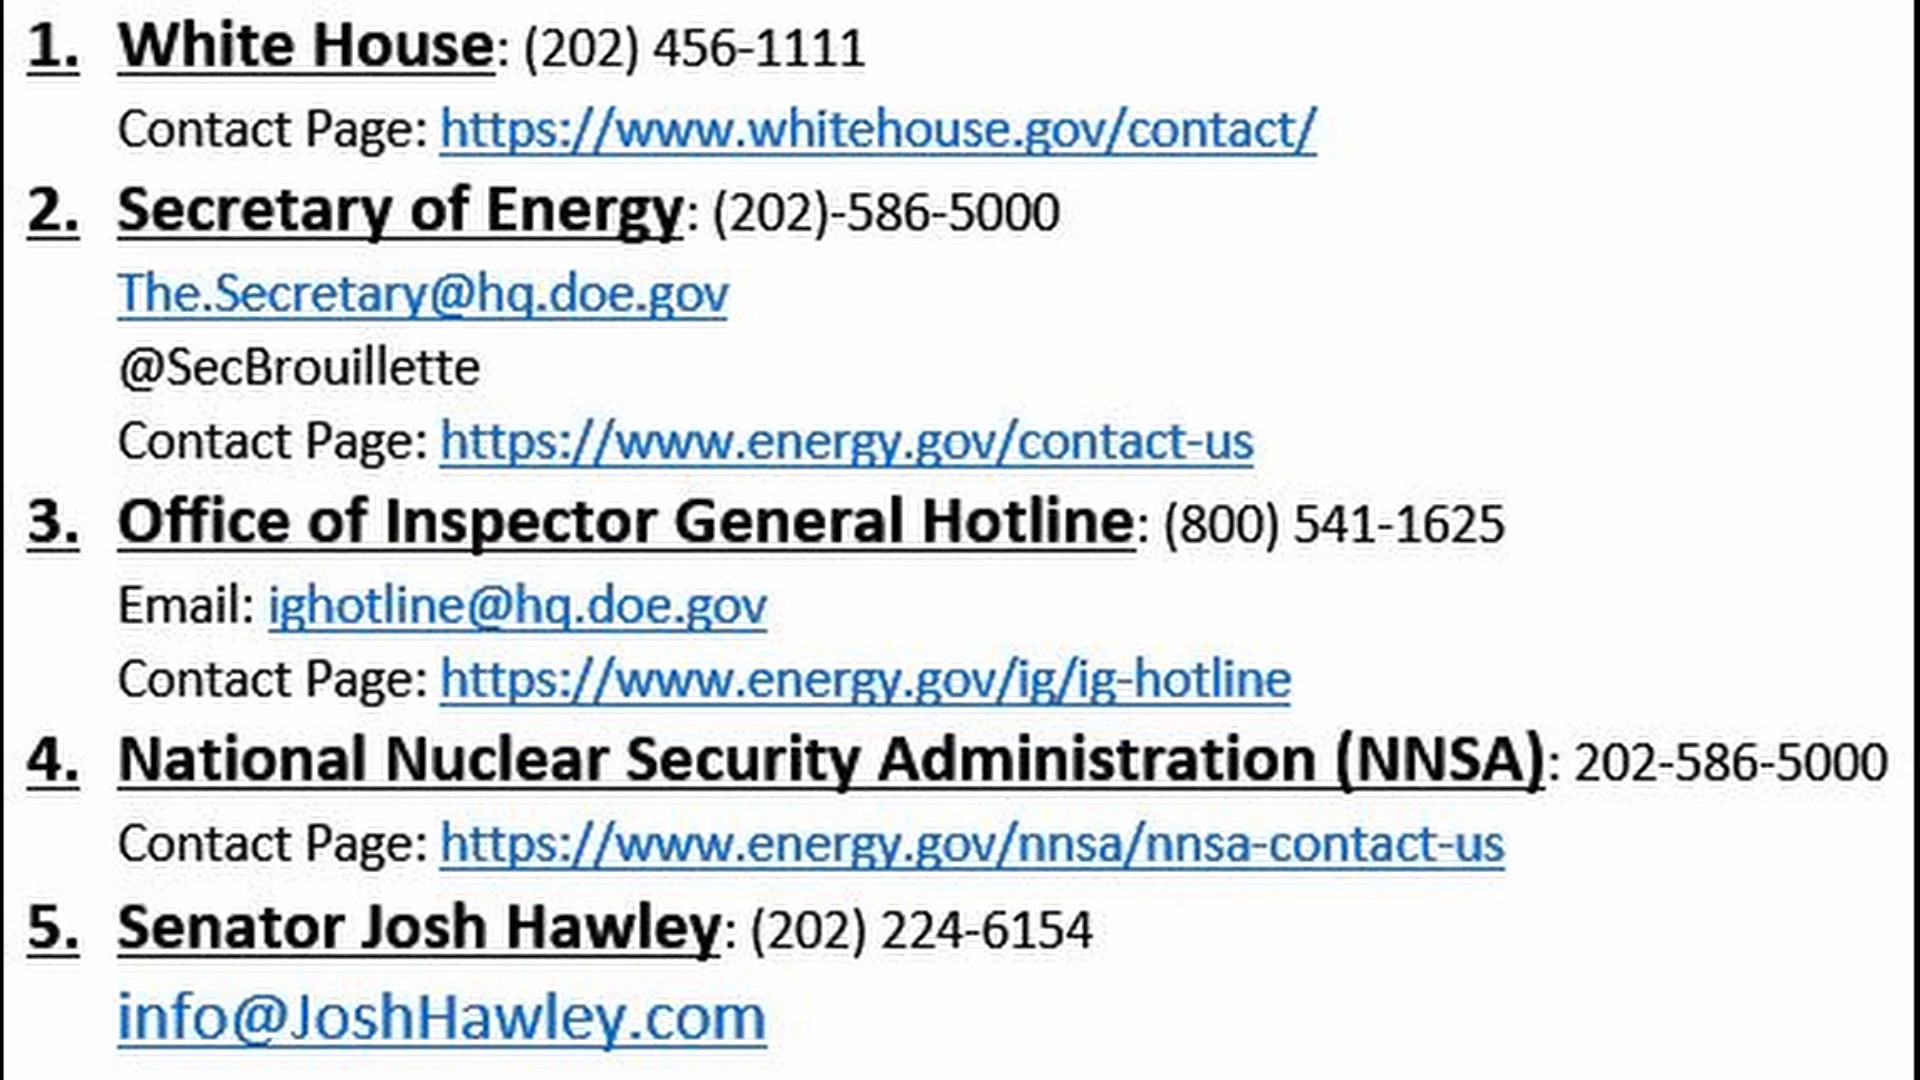 1. White House: (202) 456-1111
Contact Page: https://www.whitehouse.gov/contact/
2. Secretary of Energy: (202)-586-5000
The.Secretary@hq.doe.gov
@SecBrouillette
Contact Page: https://www.energy.gov/contact-us
3. Office of Inspector General Hotline: (800) 541-1625
Email: ighotline@hq.doe.gov
Contact Page: https://www.energy.gov/ig/ig-hotline
4. National Nuclear Security Administration (NNSA): 202-586-5000
Contact Page: https://www.energy.gov/nnsa/nnsa-contact-us
5. Senator Josh Hawley: (202) 224-6154
info@JoshHawley.com